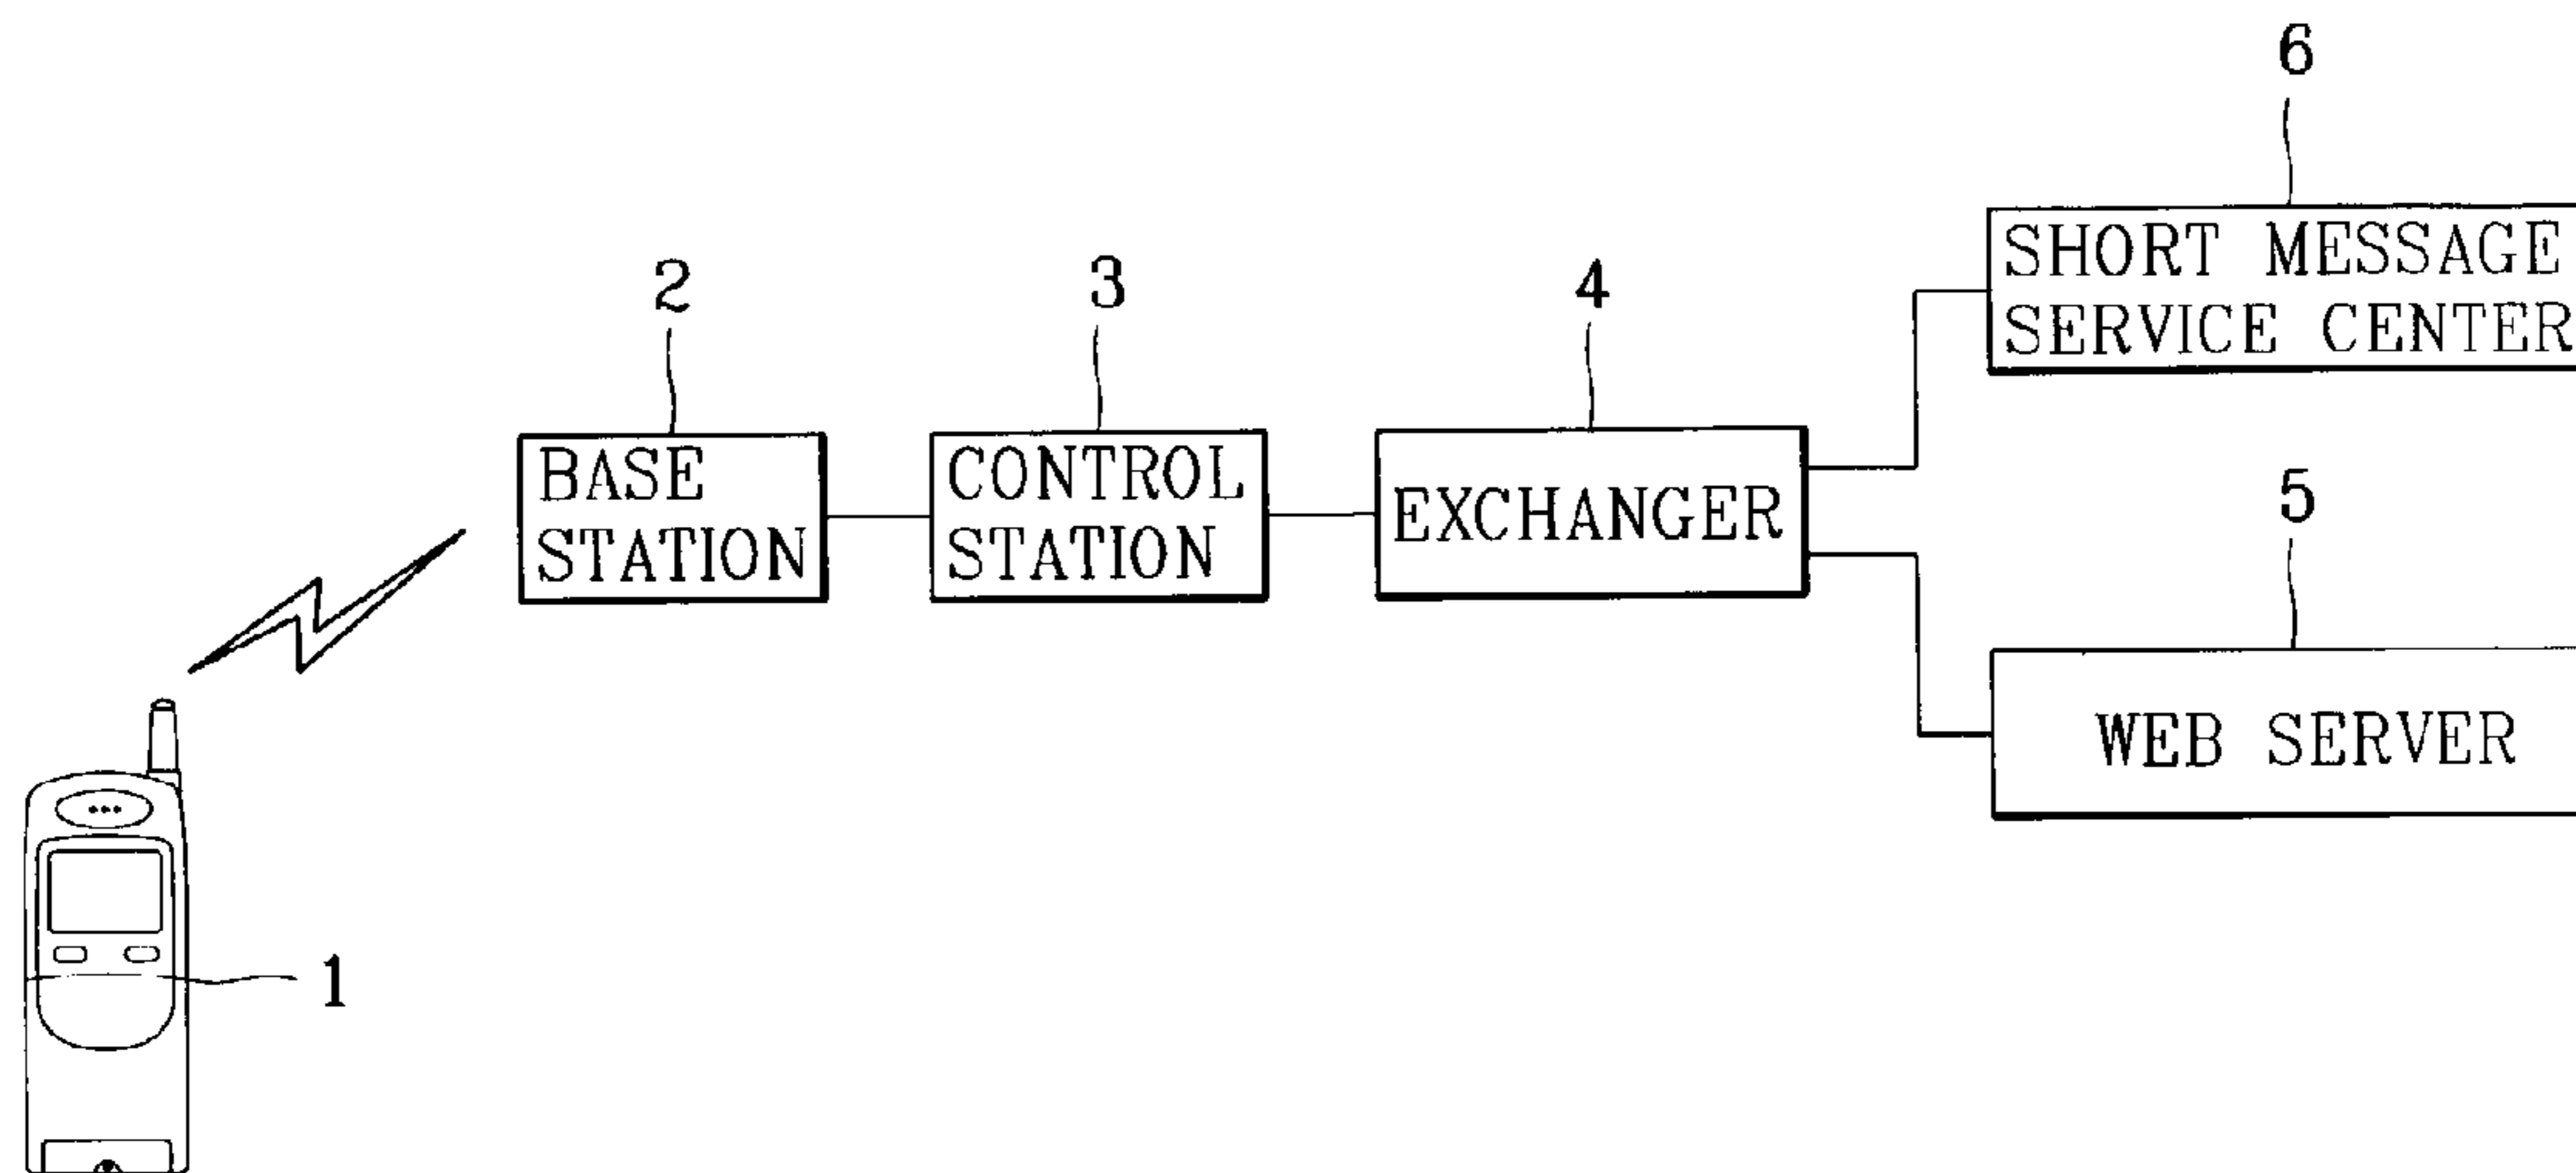 6
SHORT MESSAGE
SERVICE CENTER
2
3
4
BASE
STATION
CONTROL
STATION
EXCHANGER
5
WEB SERVER
1